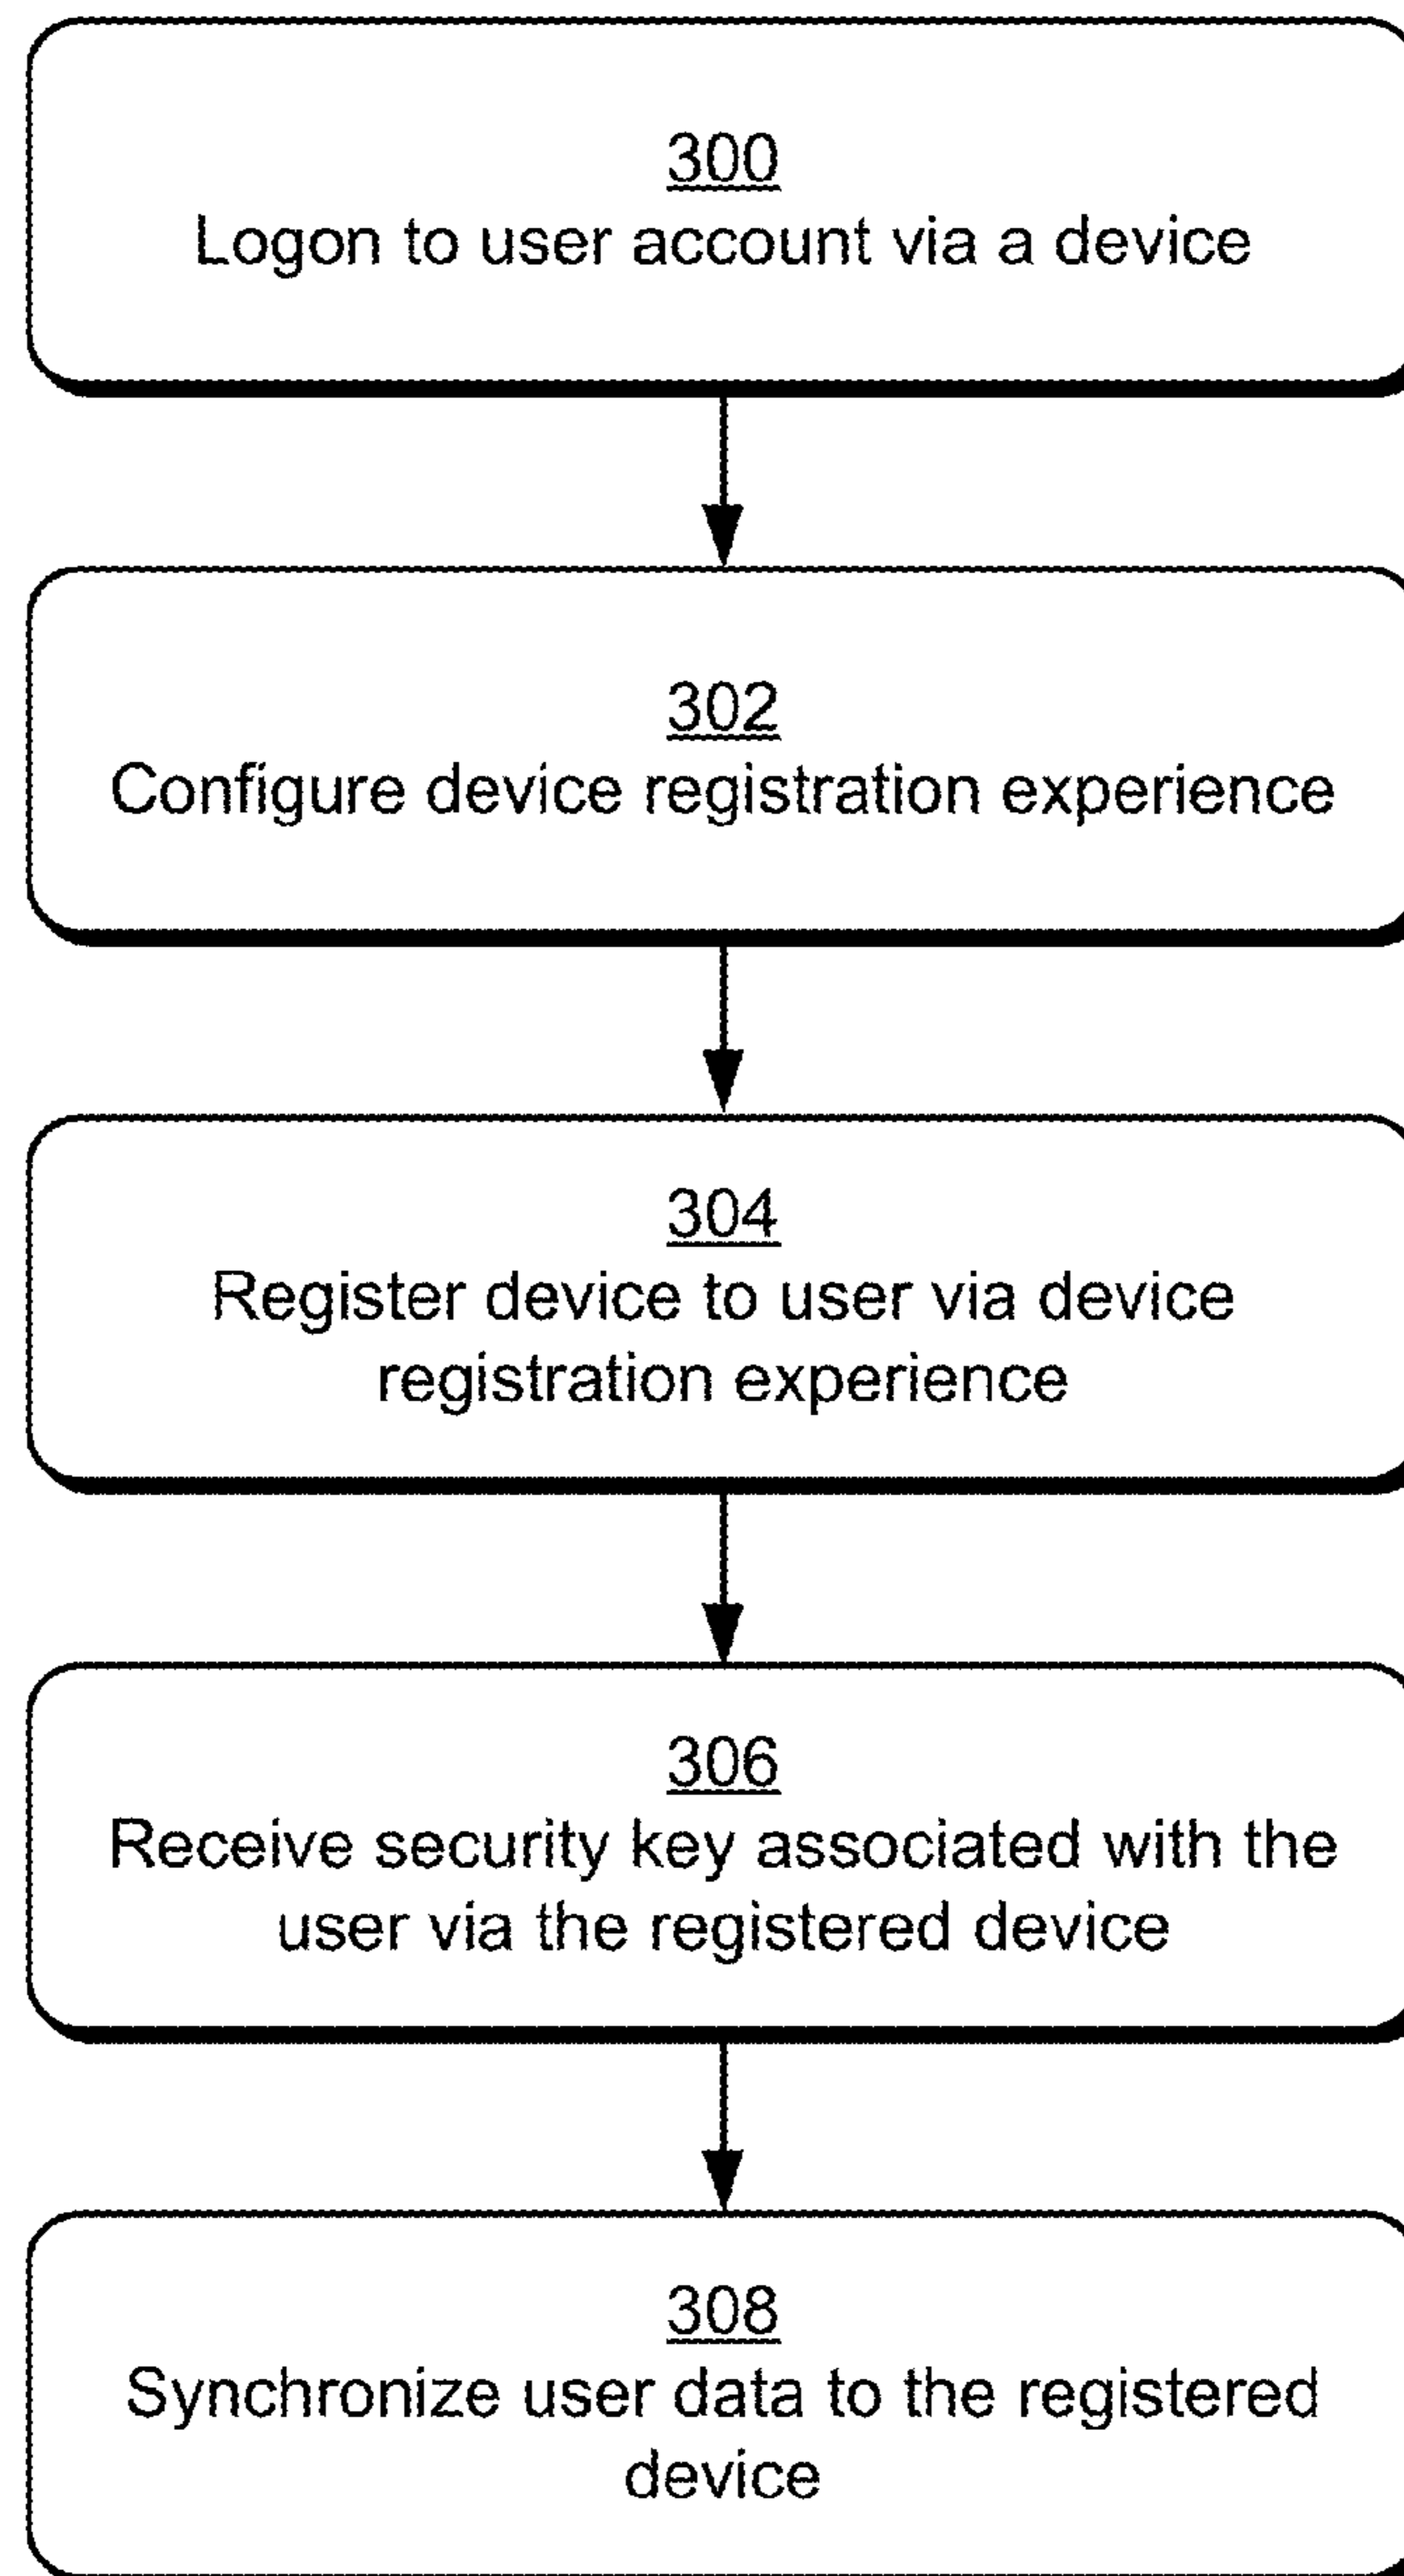 300
Logon to user account via a device
302
Configure device registration experience
304
Register device to user via device
registration experience
306
Receive security key associated with the
user via the registered device
308
Synchronize user data to the registered
device